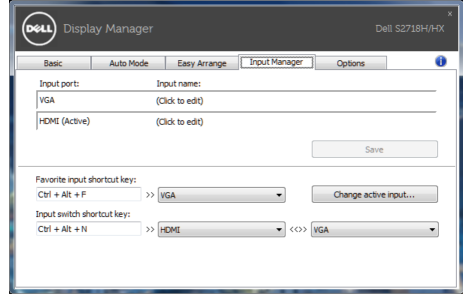 DELL Display Manager Dell S2718H/HX x
Basic Auto Mode Easy Arrange Input Manager Options i
Input port: Input name:
VGA (Click to edit)
HDMI (Active) (Click to edit)
Save
Favorite input shortcut key:
Ctrl + Alt + F >> VGA Change active input...
Input switch shortcut key:
Ctrl + Alt + N >> HDMI <<>> VGA